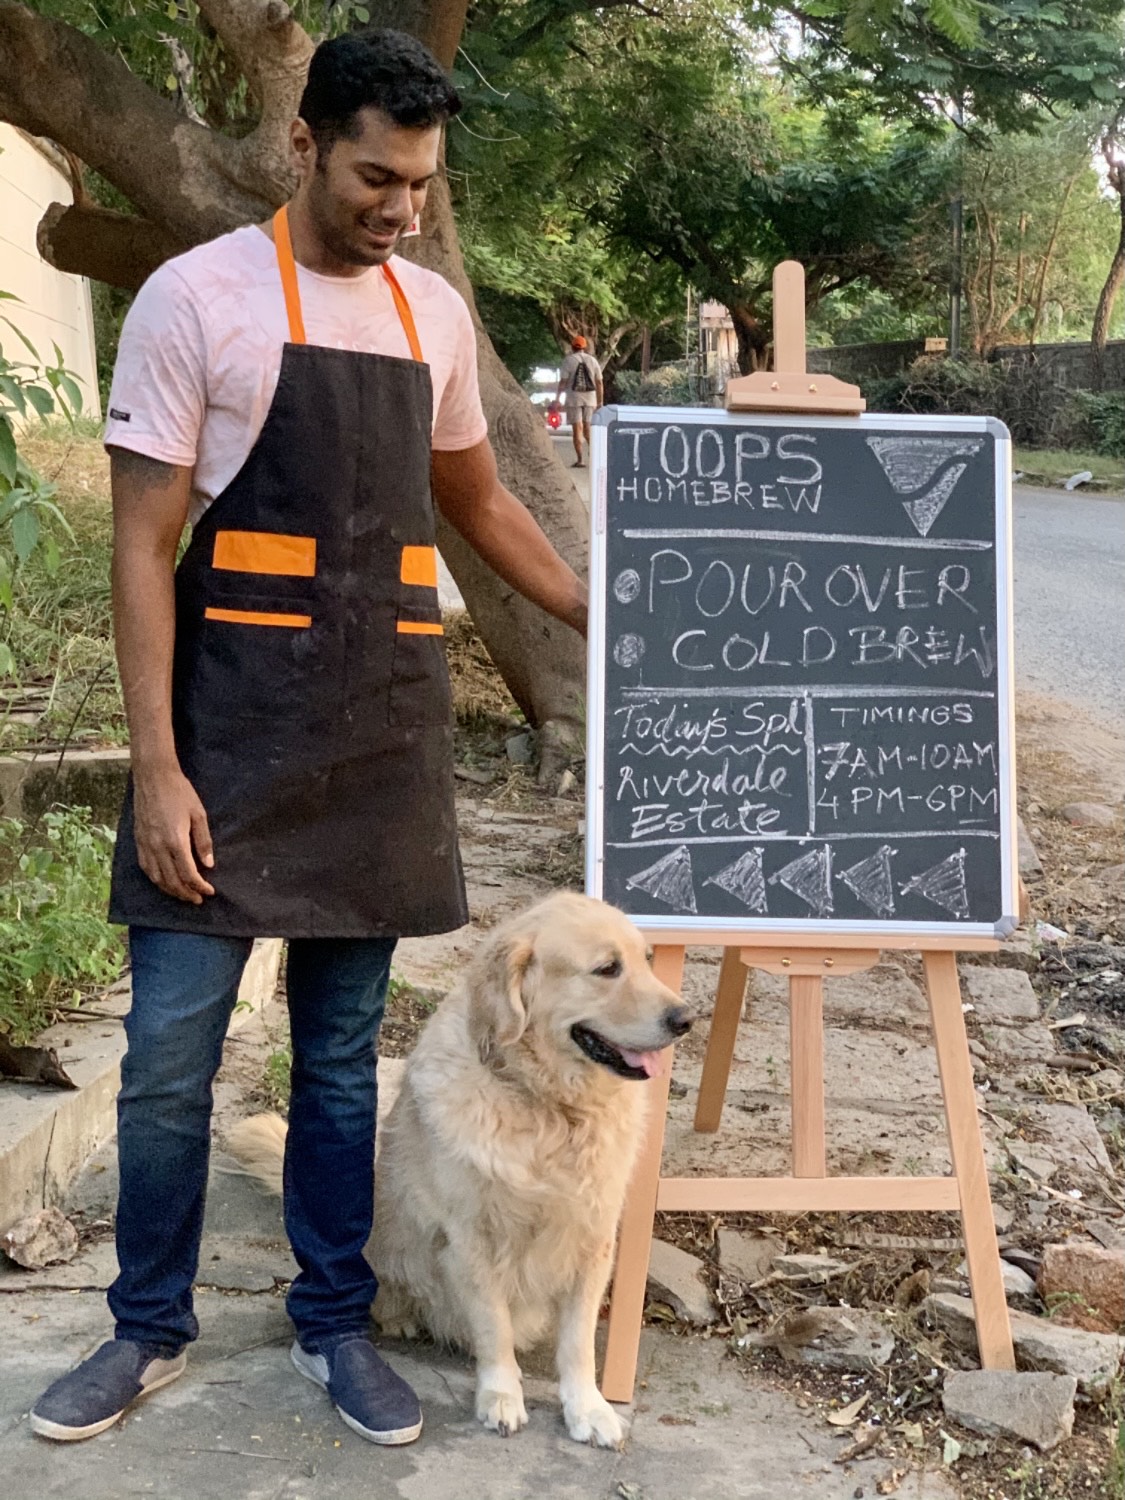 TOOPS
HOMEBREW
POUR OVER
COLD BREW
Today's Spl
Riverdale
Estate
TIMINGS
7AM-10AM
4PM-6PM